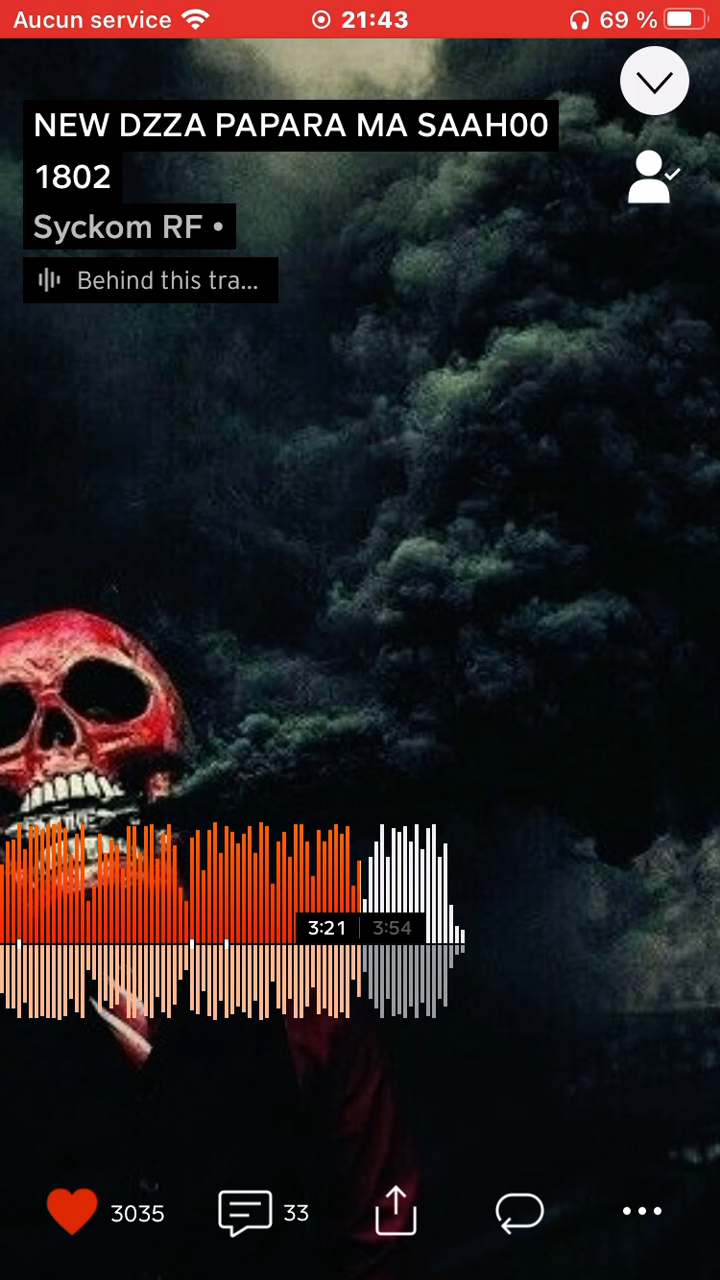 Aucun service 21:43 69 %
NEW DZZA PAPARA MA SAAH00
1802
Syckom RF •
Behind this tra...
3:21 3:54
3035 33